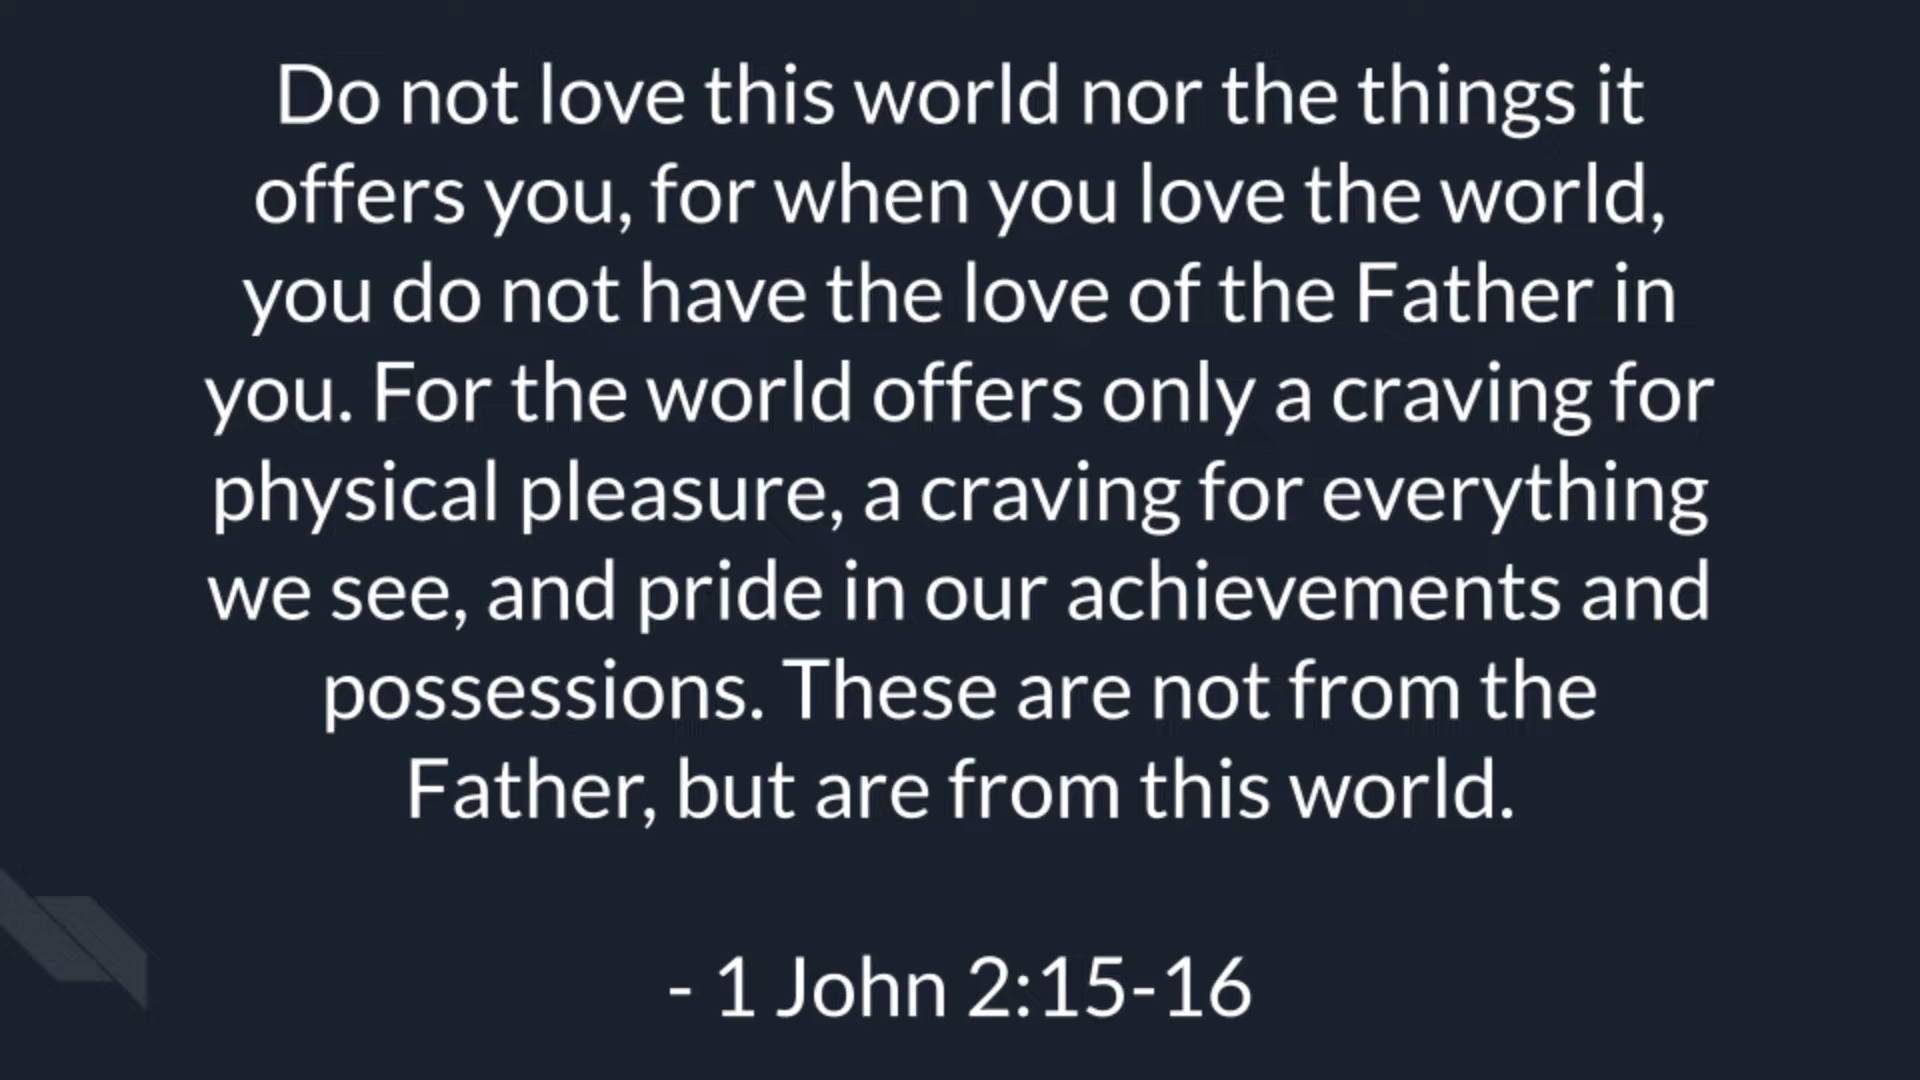 Do not love this world nor the things it
offers you, for when you love the world,
you do not have the love of the Father in
you. For the world offers only a craving for
physical pleasure, a craving for everything
we see, and pride in our achievements and
possessions. These are not from the
Father, but are from this world.
- 1 John 2:15-16